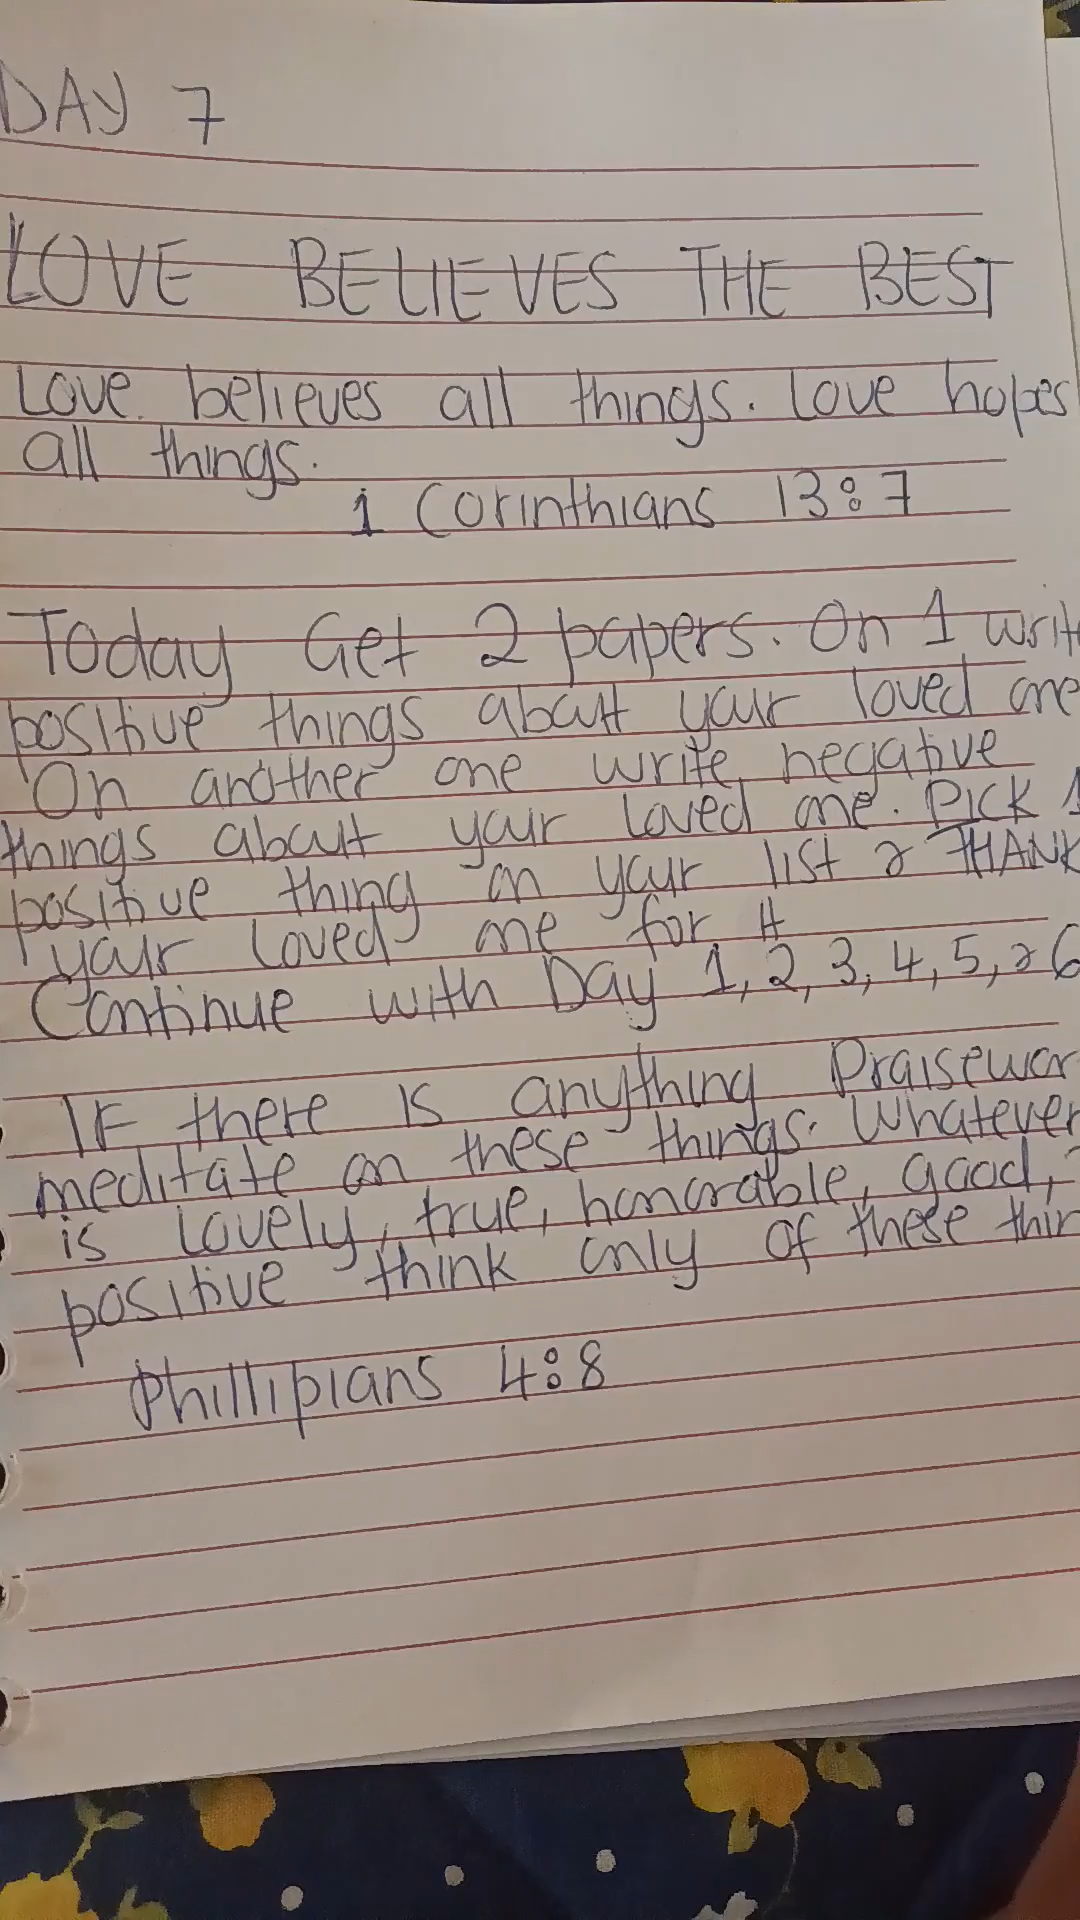 DAY 7
LOVE BELIEVES THE BEST
Love believes all things. Love hopes
all things.
1 Corinthians 13:7
Today Get 2 papers. On 1 writ
positive things about your loved one
On another one write negative
things about your loved one. Pick 1
positive thing on your list & THANK
your loved one for it
Continue with Day 1, 2, 3, 4, 5, & 6
IF there is anything Praisewor
meditate on these things. Whatever
is lovely, true, honorable, good,
positive think only of these thin
Phillipians 4:8